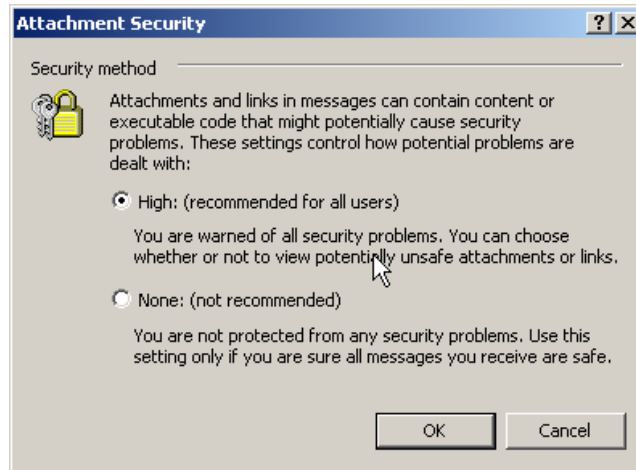 Attachment Security
Security method
Attachments and links in messages can contain content or
executable code that might potentially cause security
problems. These settings control how potential problems are
dealt with:
High: (recommended for all users)
You are warned of all security problems. You can choose
whether or not to view potentially unsafe attachments or links.
None: (not recommended)
You are not protected from any security problems. Use this
setting only if you are sure all messages you receive are safe.
OK
Cancel